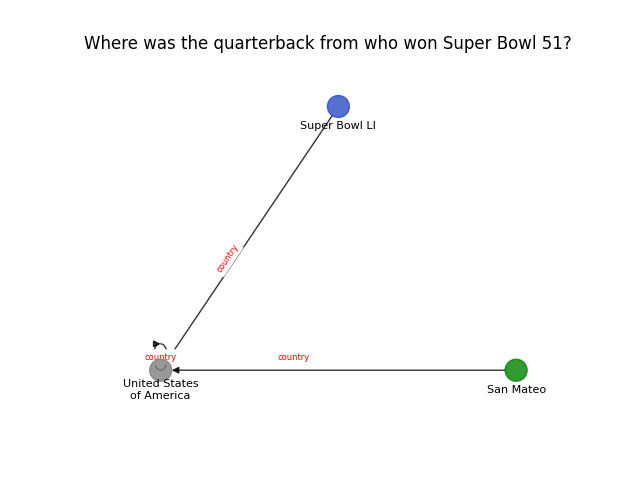 Where was the quarterback from who won Super Bowl 51?
Super Bowl LI
country
country
country
United States
of America
San Mateo